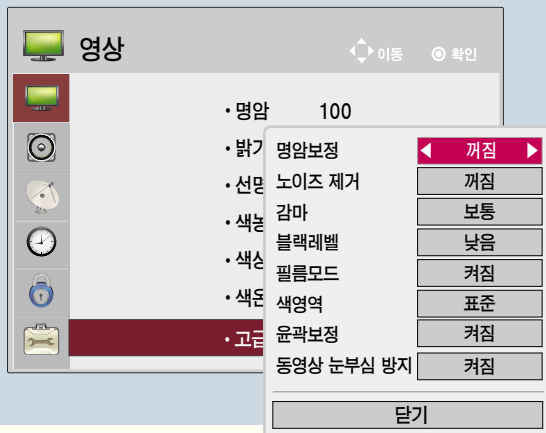 영상
이동 확인
• 명암 100
• 밝
• 선명
• 색
• 색상
• 색온
• 고급
명암보정 꺼짐
노이즈 제거 꺼짐
감마 보통
블랙레벨 낮음
필름모드 켜짐
색영역 표준
윤곽보정 켜짐
동영상 눈부심 방지 켜짐
닫기